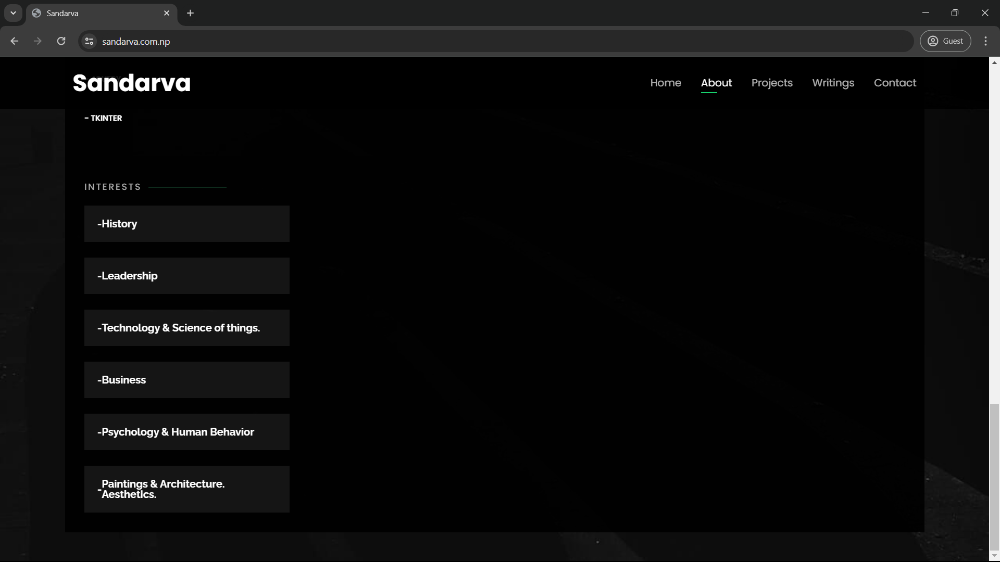 Sandarva
sandarva.com.np
Guest
Sandarva
Home About Projects Writings Contact
- TKINTER
INTERESTS
-History
-Leadership
-Technology & Science of things.
-Business
-Psychology & Human Behavior
-Paintings & Architecture.
Aesthetics.